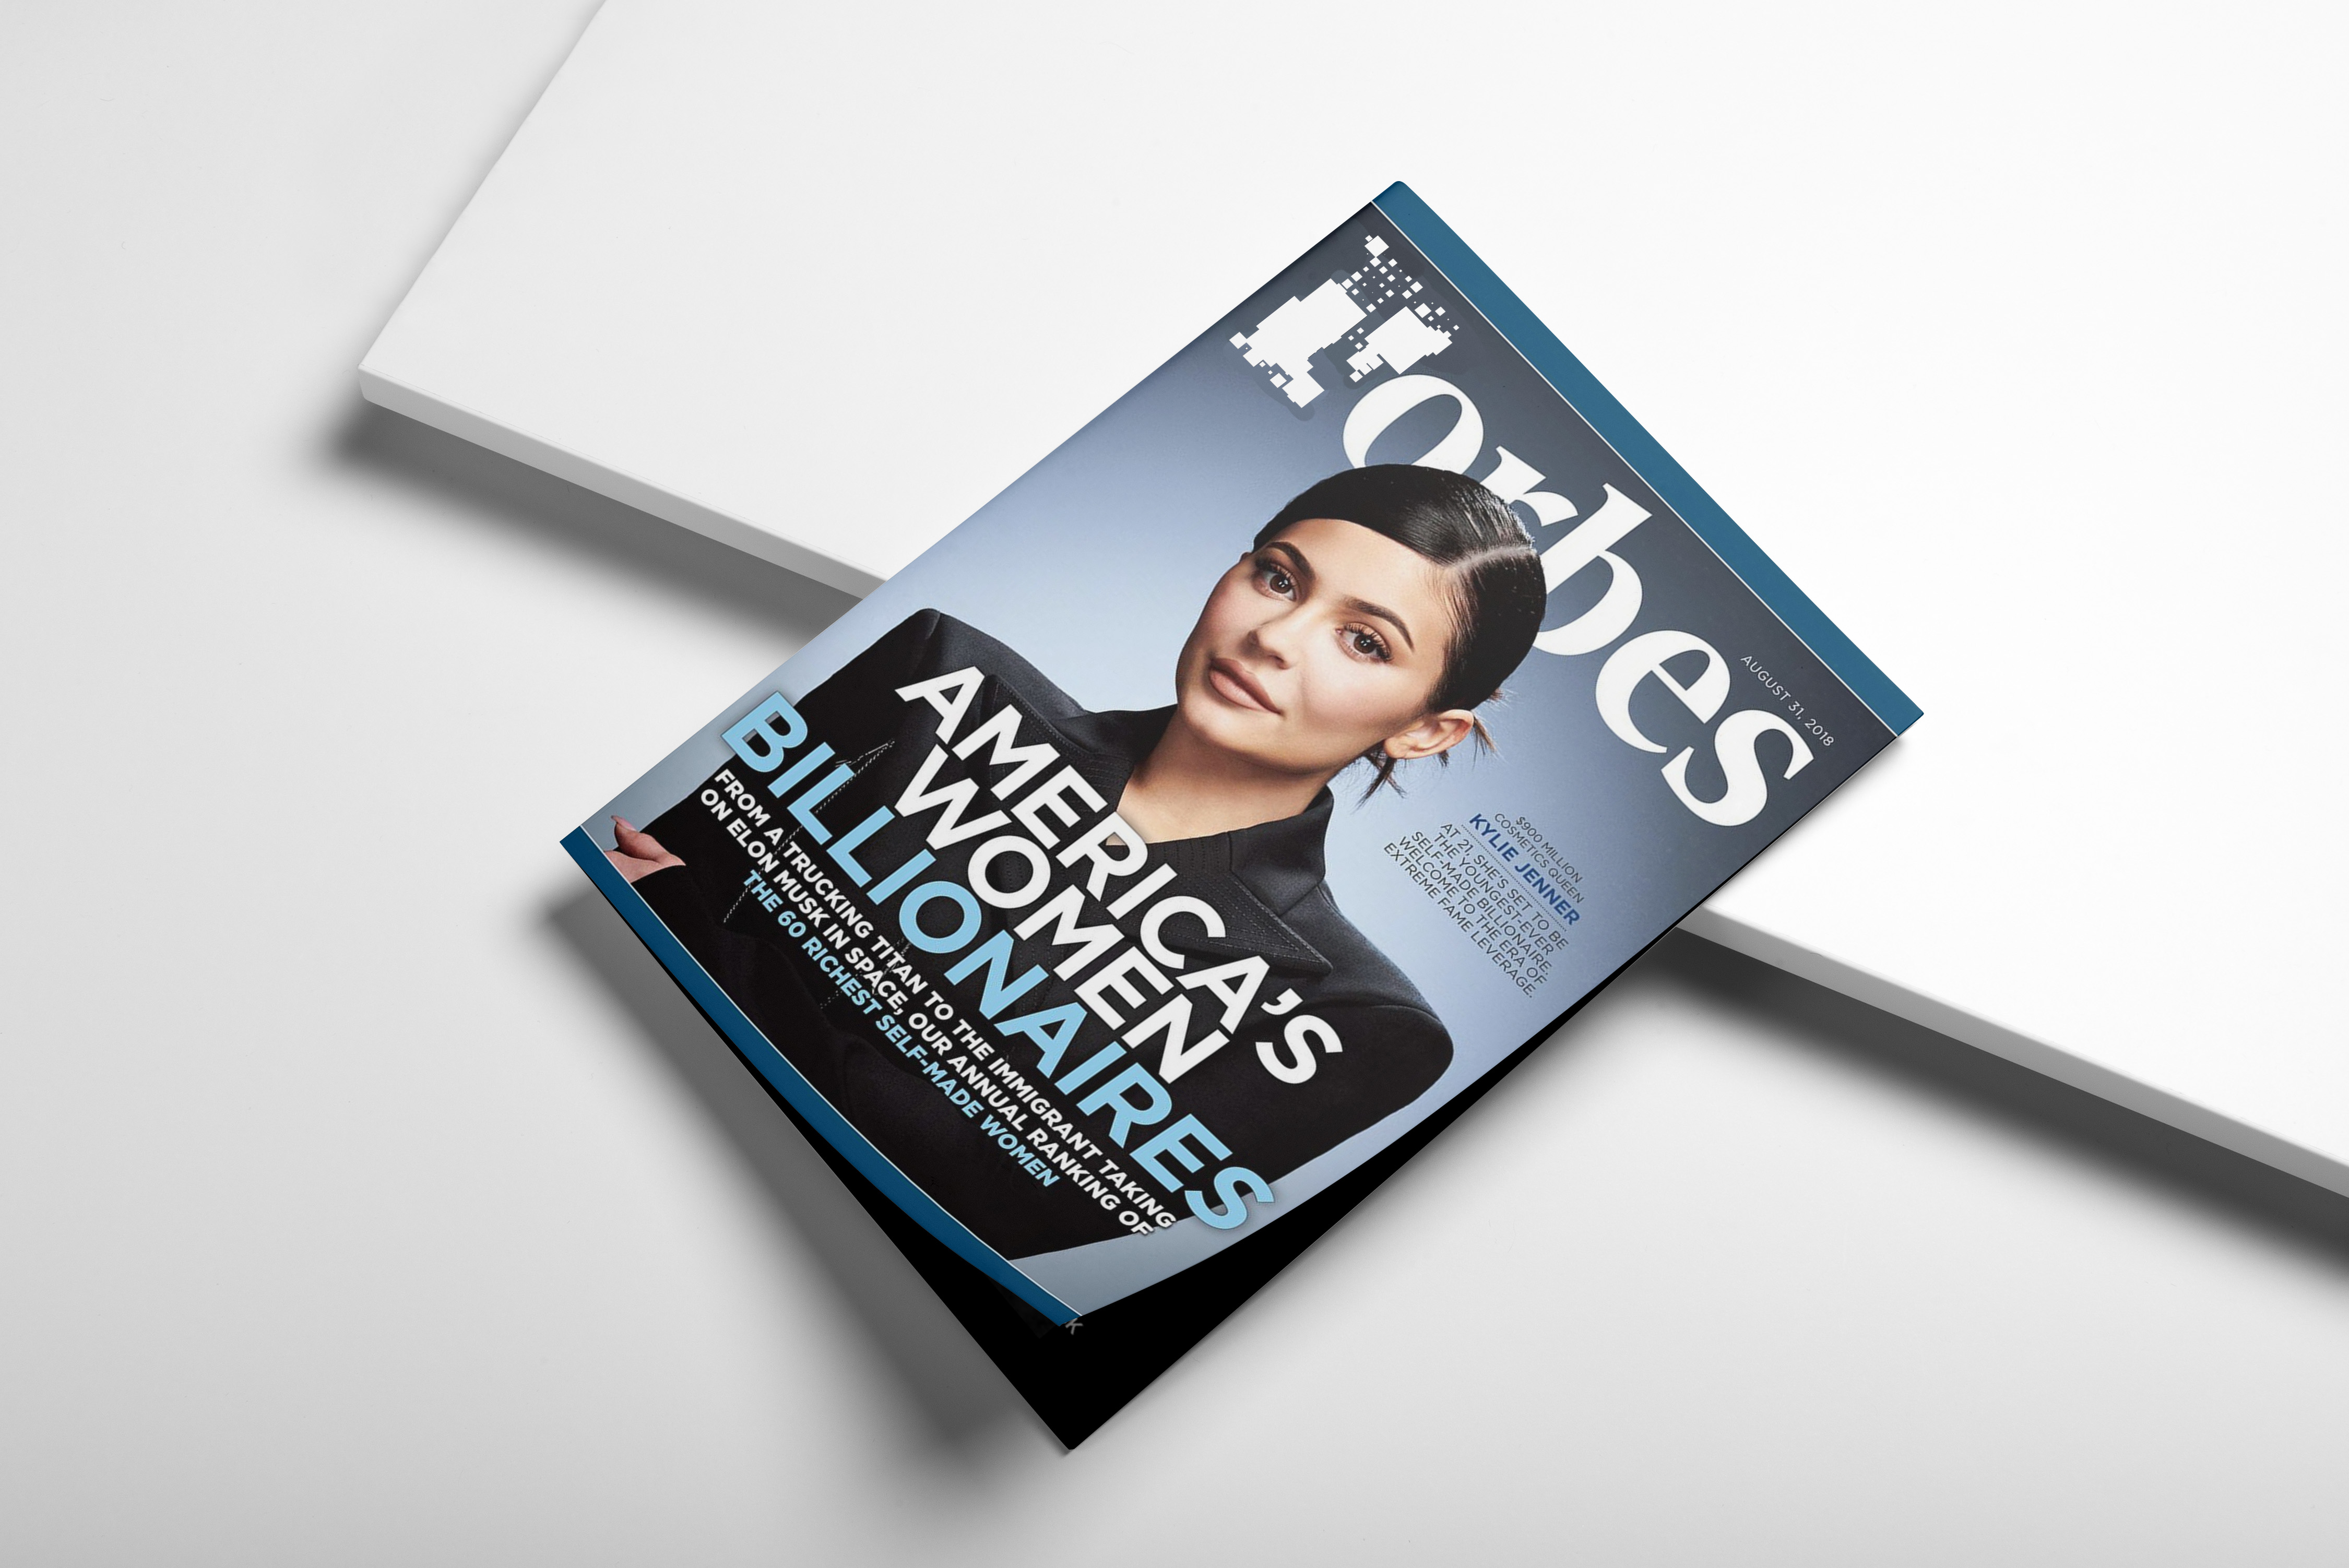 Forbes
AUGUST 31, 2018
$900 MILLION
COSMETICS QUEEN
KYLIE JENNER
AT 21, SHE'S SET TO BE
THE YOUNGEST-EVER
SELF-MADE BILLIONAIRE.
WELCOME TO THE ERA OF
EXTREME FAME LEVERAGE.
AMERICA'S
WOMEN
BILLIONAIRES
FROM A TRUCKING TITAN TO THE IMMIGRANT TAKING
ON ELON MUSK IN SPACE, OUR ANNUAL RANKING OF
THE 60 RICHEST SELF-MADE WOMEN
K